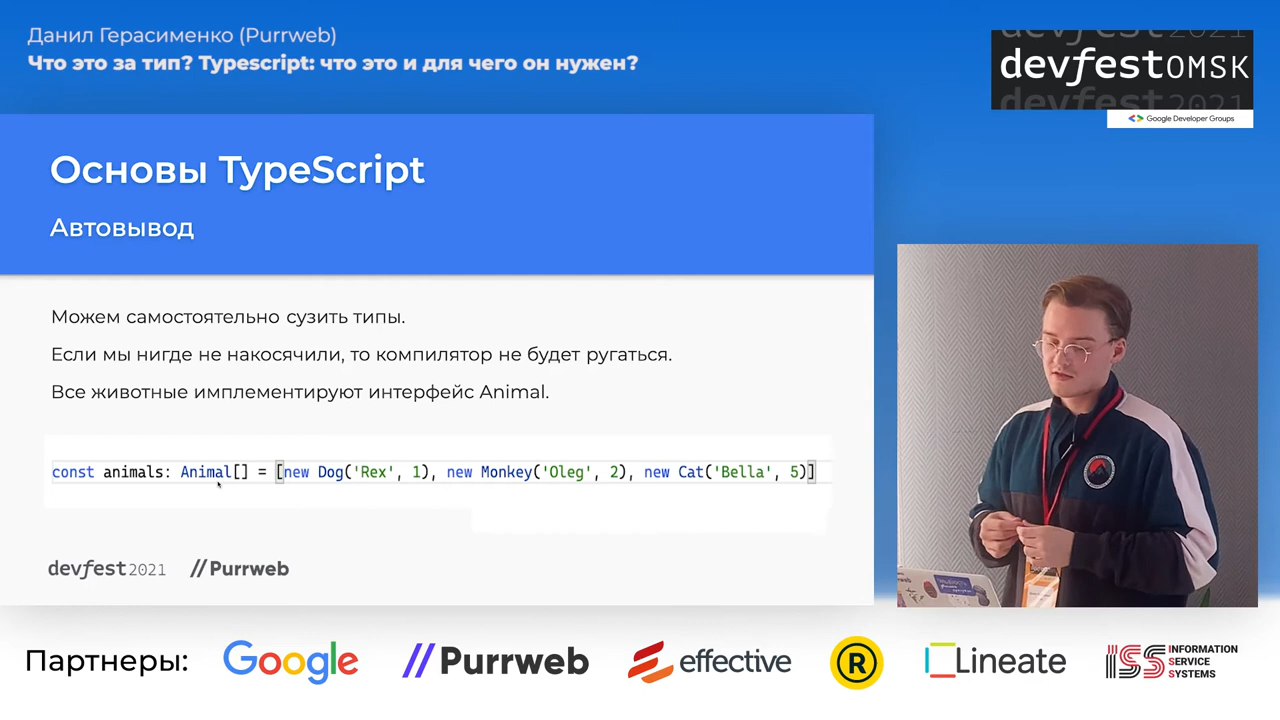 Данил Герасименко (Purrweb)
Что это за тип? Typescript: что это и для чего он нужен?
devfestOMSK
devfest 2021
Google Developer Groups
Основы TypeScript
Автовывод
Можем самостоятельно сузить типы.
Если мы нигде не накосячили, то компилятор не будет ругаться.
Все животные имплементируют интерфейс Animal.
const animals: Animal[] = [new Dog('Rex', 1), new Monkey('Oleg', 2), new Cat('Bella', 5)]
devfest2021 //Purrweb
Партнеры: Google //Purrweb effective R Lineate ISS INFORMATION
SERVICE
SYSTEMS